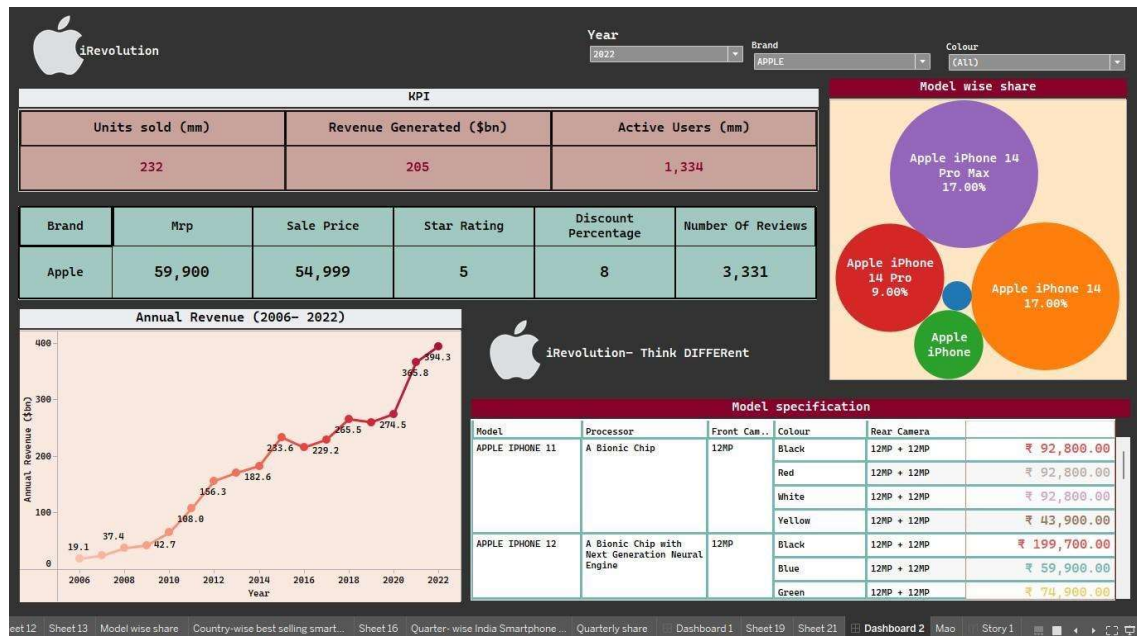 iRevolution
Year
2022
Brand
APPLE
Colour
(All)
KPI
Units sold (mm)
Revenue Generated ($bn)
Active Users (mm)
232
205
1,334
Brand
Mrp
Sale Price
Star Rating
Discount
Percentage
Number Of Reviews
Apple
59,900
54,999
5
8
3,331
Model wise share
Apple iPhone 14
Pro Max
17.00%
Apple iPhone
14 Pro
9.00%
Apple iPhone 14
17.00%
Apple
iPhone
Annual Revenue (2006- 2022)
Annual Revenue ($bn)
400
300
200
100
0
19.1
37.4
42.7
108.0
156.3
182.6
233.6
229.2
265.5
274.5
365.8
394.3
2006
2008
2010
2012
2014
2016
2018
2020
2022
Year
iRevolution- Think DIFFERent
Model specification
Model
Processor
Front Cam..
Colour
Rear Camera
APPLE IPHONE 11
A Bionic Chip
12MP
Black
12MP + 12MP
₹ 92,800.00
Red
12MP + 12MP
₹ 92,800.00
White
12MP + 12MP
₹ 92,800.00
Yellow
12MP + 12MP
₹ 43,900.00
APPLE IPHONE 12
A Bionic Chip with
Next Generation Neural
Engine
12MP
Black
12MP + 12MP
₹ 199,700.00
Blue
12MP + 12MP
₹ 59,900.00
Green
12MP + 12MP
₹ 74,900.00
eet 12
Sheet 13
Model wise share
Country-wise best selling smart...
Sheet 16
Quarter- wise India Smartphone ...
Quarterly share
Dashboard 1
Sheet 19
Sheet 21
Dashboard 2
Mao
Story 1